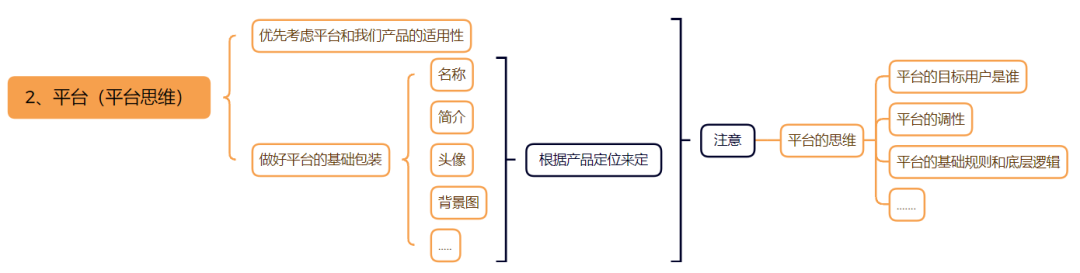 2、平台（平台思维）
优先考虑平台和我们产品的适用性
做好平台的基础包装
名称
简介
头像
背景图
.....
根据产品定位来定
注意
平台的思维
平台的目标用户是谁
平台的调性
平台的基础规则和底层逻辑
.......